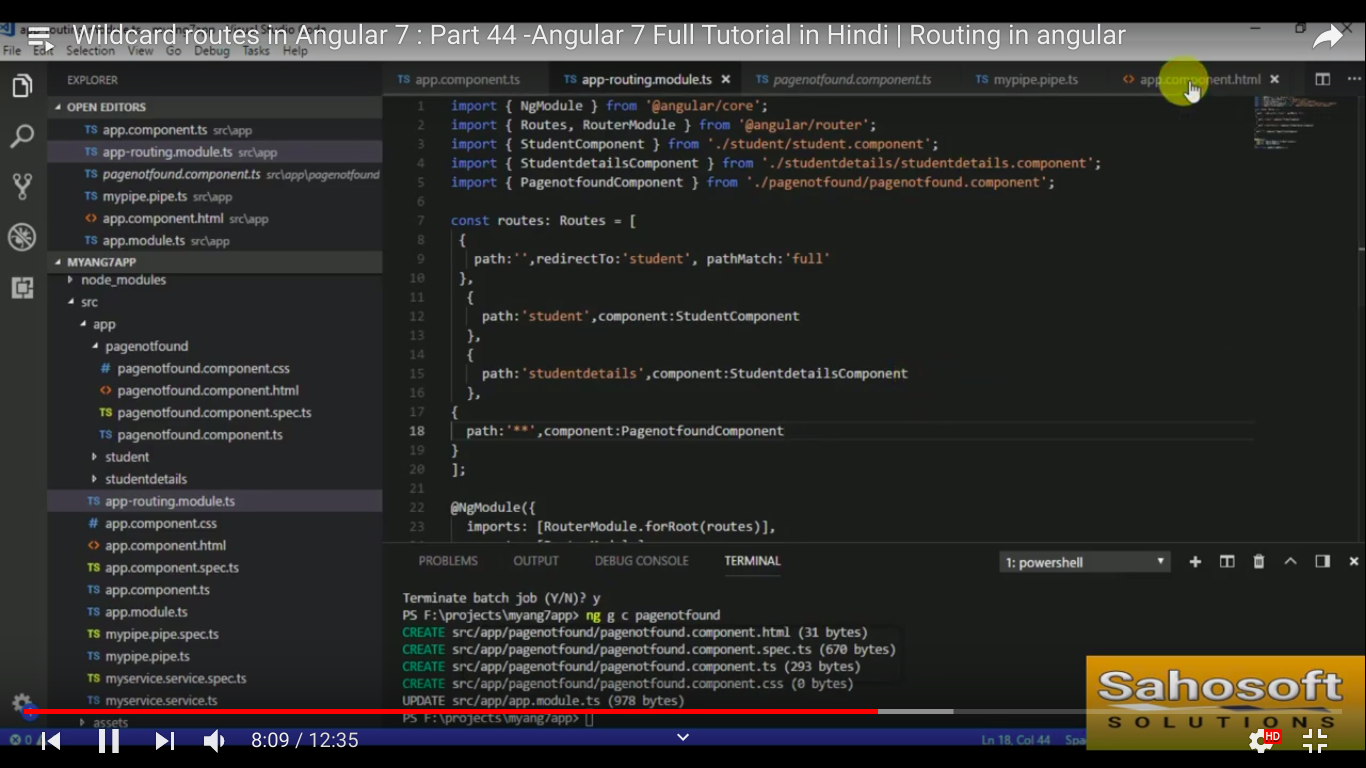 Wildcard routes in Angular 7 : Part 44 -Angular 7 Full Tutorial in Hindi | Routing in angular
File Edit Selection View Go Debug Tasks Help
EXPLORER
OPEN EDITORS
TS app.component.ts src\app
TS app-routing.module.ts src\app
TS pagenotfound.component.ts src\app\pagenotfound
TS mypipe.pipe.ts src\app
<> app.component.html src\app
TS app.module.ts src\app
MYANG7APP
node_modules
src
app
pagenotfound
# pagenotfound.component.css
<> pagenotfound.component.html
TS pagenotfound.component.spec.ts
TS pagenotfound.component.ts
student
studentdetails
TS app-routing.module.ts
# app.component.css
<> app.component.html
TS app.component.spec.ts
TS app.component.ts
TS app.module.ts
TS mypipe.pipe.spec.ts
TS mypipe.pipe.ts
TS myservice.service.spec.ts
TS myservice.service.ts
assets
TS app.component.ts TS app-routing.module.ts × TS pagenotfound.component.ts TS mypipe.pipe.ts <> app.component.html × ...
1 import { NgModule } from '@angular/core';
2 import { Routes, RouterModule } from '@angular/router';
3 import { StudentComponent } from './student/student.component';
4 import { StudentdetailsComponent } from './studentdetails/studentdetails.component';
5 import { PagenotfoundComponent } from './pagenotfound/pagenotfound.component';
6
7 const routes: Routes = [
8 {
9 path:'',redirectTo:'student', pathMatch:'full'
10 },
11 {
12 path:'student',component:StudentComponent
13 },
14 {
15 path:'studentdetails',component:StudentdetailsComponent
16 },
17 {
18 path:'**',component:PagenotfoundComponent
19 }
20 ];
21
22 @NgModule({
23 imports: [RouterModule.forRoot(routes)],
PROBLEMS OUTPUT DEBUG CONSOLE TERMINAL 1: powershell
Terminate batch job (Y/N)? y
PS F:\projects\myang7app> ng g c pagenotfound
CREATE src/app/pagenotfound/pagenotfound.component.html (31 bytes)
CREATE src/app/pagenotfound/pagenotfound.component.spec.ts (670 bytes)
CREATE src/app/pagenotfound/pagenotfound.component.ts (293 bytes)
CREATE src/app/pagenotfound/pagenotfound.component.css (0 bytes)
UPDATE src/app/app.module.ts (978 bytes)
PS F:\projects\myang7app>
Sahosoft
SOLUTIONS
0
8:09 / 12:35
Ln 18, Col 44
HD